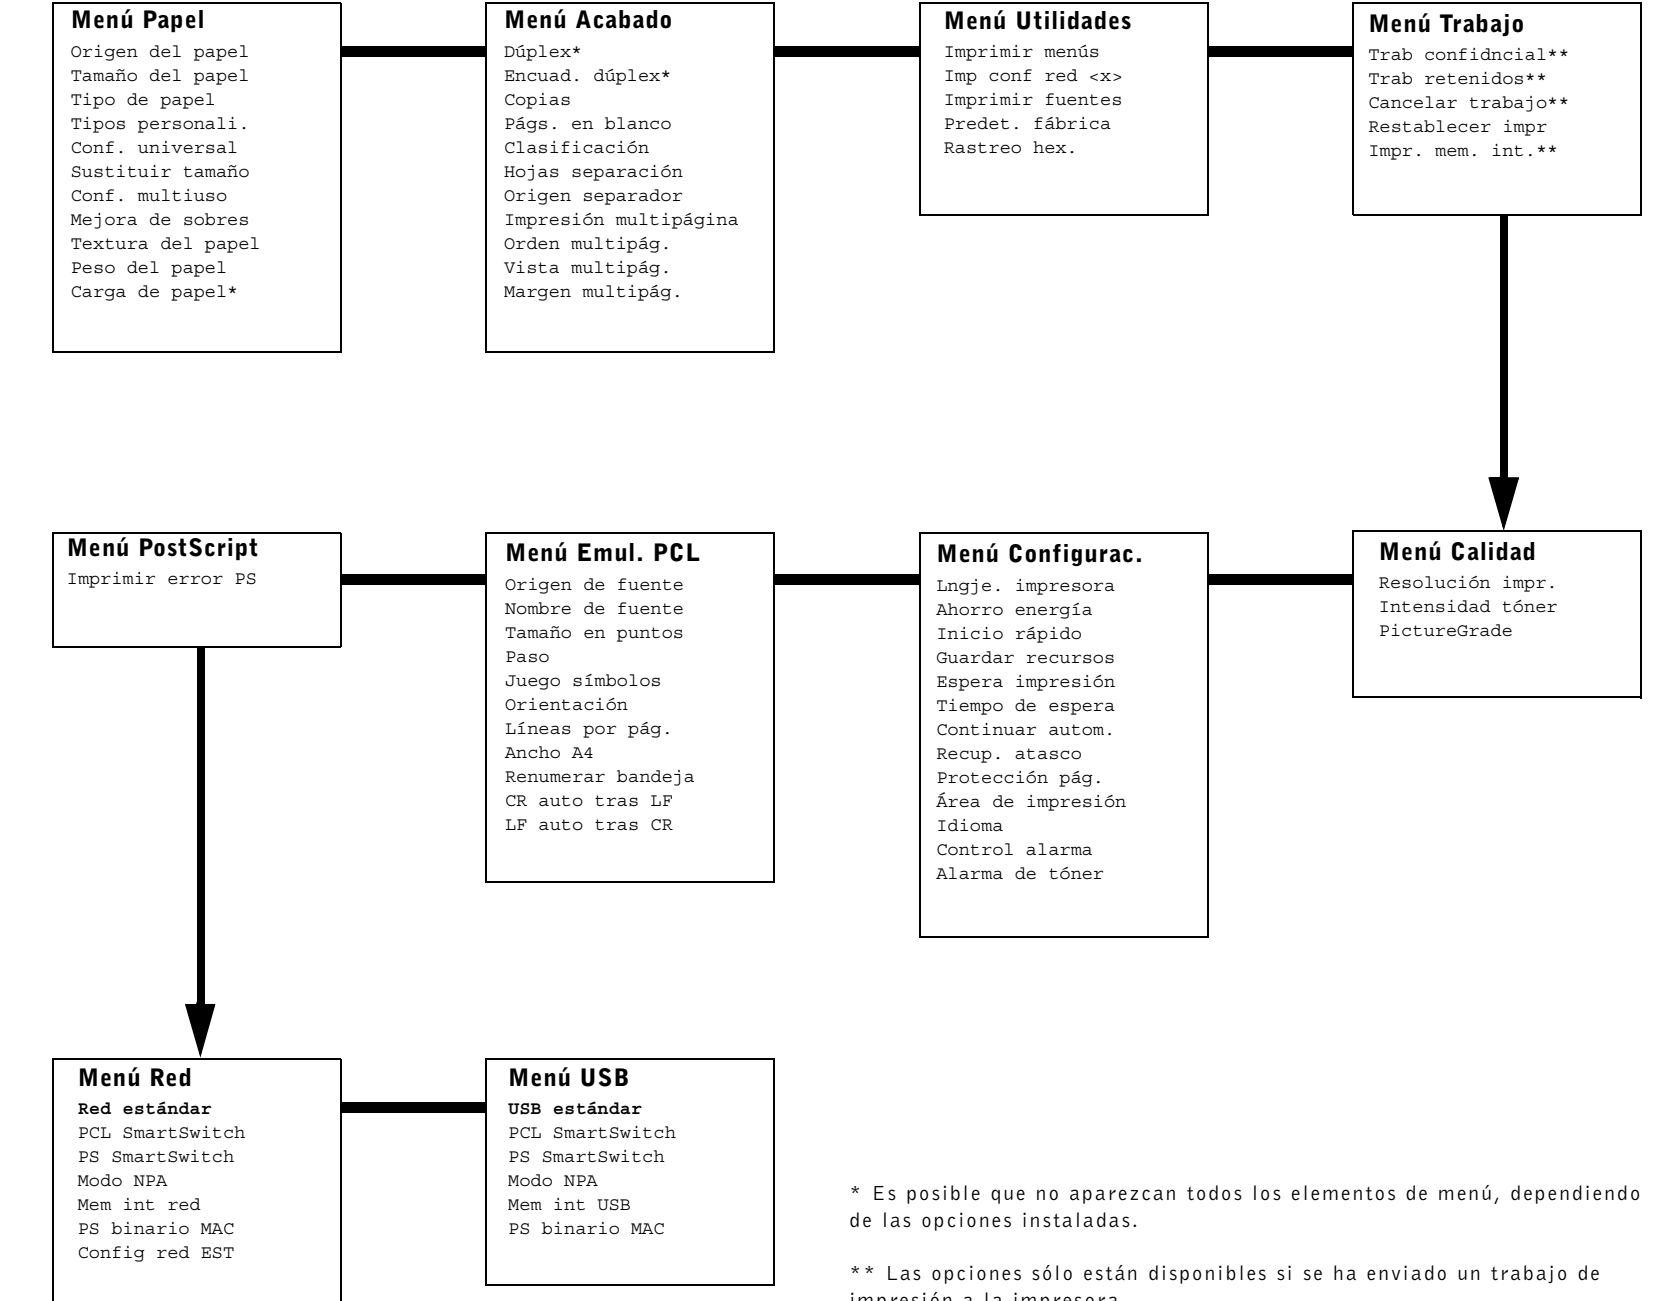 Menú Papel
Origen del papel
Tamaño del papel
Tipo de papel
Tipos personali.
Conf. universal
Sustituir tamaño
Conf. multiuso
Mejora de sobres
Textura del papel
Peso del papel
Carga de papel*
Menú Acabado
Dúplex*
Encuad. dúplex*
Copias
Págs. en blanco
Clasificación
Hojas separación
Origen separador
Impresión multipágina
Orden multipág.
Vista multipág.
Margen multipág.
Menú Utilidades
Imprimir menús
Imp conf red <x>
Imprimir fuentes
Predet. fábrica
Rastreo hex.
Menú Trabajo
Trab confidncial**
Trab retenidos**
Cancelar trabajo**
Restablecer impr
Impr. mem. int.**
Menú PostScript
Imprimir error PS
Menú Emul. PCL
Origen de fuente
Nombre de fuente
Tamaño en puntos
Paso
Juego símbolos
Orientación
Líneas por pág.
Ancho A4
Renumerar bandeja
CR auto tras LF
LF auto tras CR
Menú Configurac.
Lngje. impresora
Ahorro energía
Inicio rápido
Guardar recursos
Espera impresión
Tiempo de espera
Continuar autom.
Recup. atasco
Protección pág.
Área de impresión
Idioma
Control alarma
Alarma de tóner
Menú Calidad
Resolución impr.
Intensidad tóner
PictureGrade
Menú Red
Red estándar
PCL SmartSwitch
PS SmartSwitch
Modo NPA
Mem int red
PS binario MAC
Config red EST
Menú USB
USB estándar
PCL SmartSwitch
PS SmartSwitch
Modo NPA
Mem int USB
PS binario MAC
* Es posible que no aparezcan todos los elementos de menú, dependiendo
de las opciones instaladas.
** Las opciones sólo están disponibles si se ha enviado un trabajo de
impresión a la impresora.